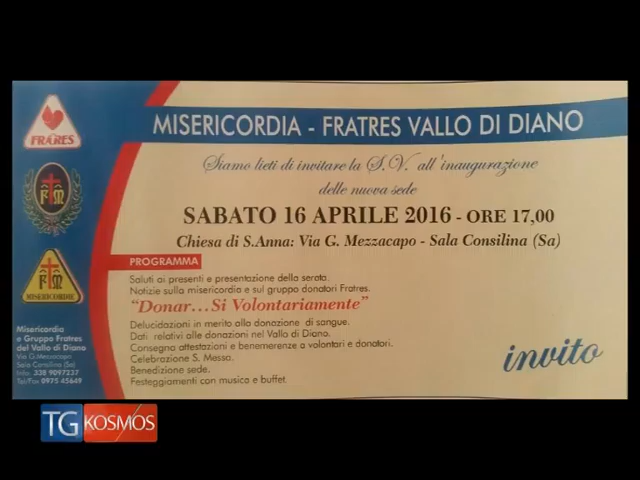 MISERICORDIA - FRATRES VALLO DI DIANO
Siamo lieti di invitare la S.V. all'inaugurazione
delle nuova sede
SABATO 16 APRILE 2016 - ORE 17,00
Chiesa di S.Anna: Via G. Mezzacapo - Sala Consilina (Sa)
PROGRAMMA
Saluti ai presenti e presentazione della serata.
Notizie sulla misericordia e sul gruppo donatori Fratres.
"Donar...Si Volontariamente"
Delucidazioni in merito alla donazione di sangue.
Dati relativi alle donazioni nel Vallo di Diano.
Consegna attestazioni e benemerenze a volontari e donatori.
Celebrazione S. Messa.
Benedizione sede.
Festeggiamenti con musica e buffet.
invito
FRATRES
FM
FM
MISERICORDIE
Misericordia
e Gruppo Fratres
del Vallo di Diano
Via G.Mezzacapo
Sala Consilina (Sa)
Info: 338 9097237
Tel/Fax 0975 45649
TG KOSMOS